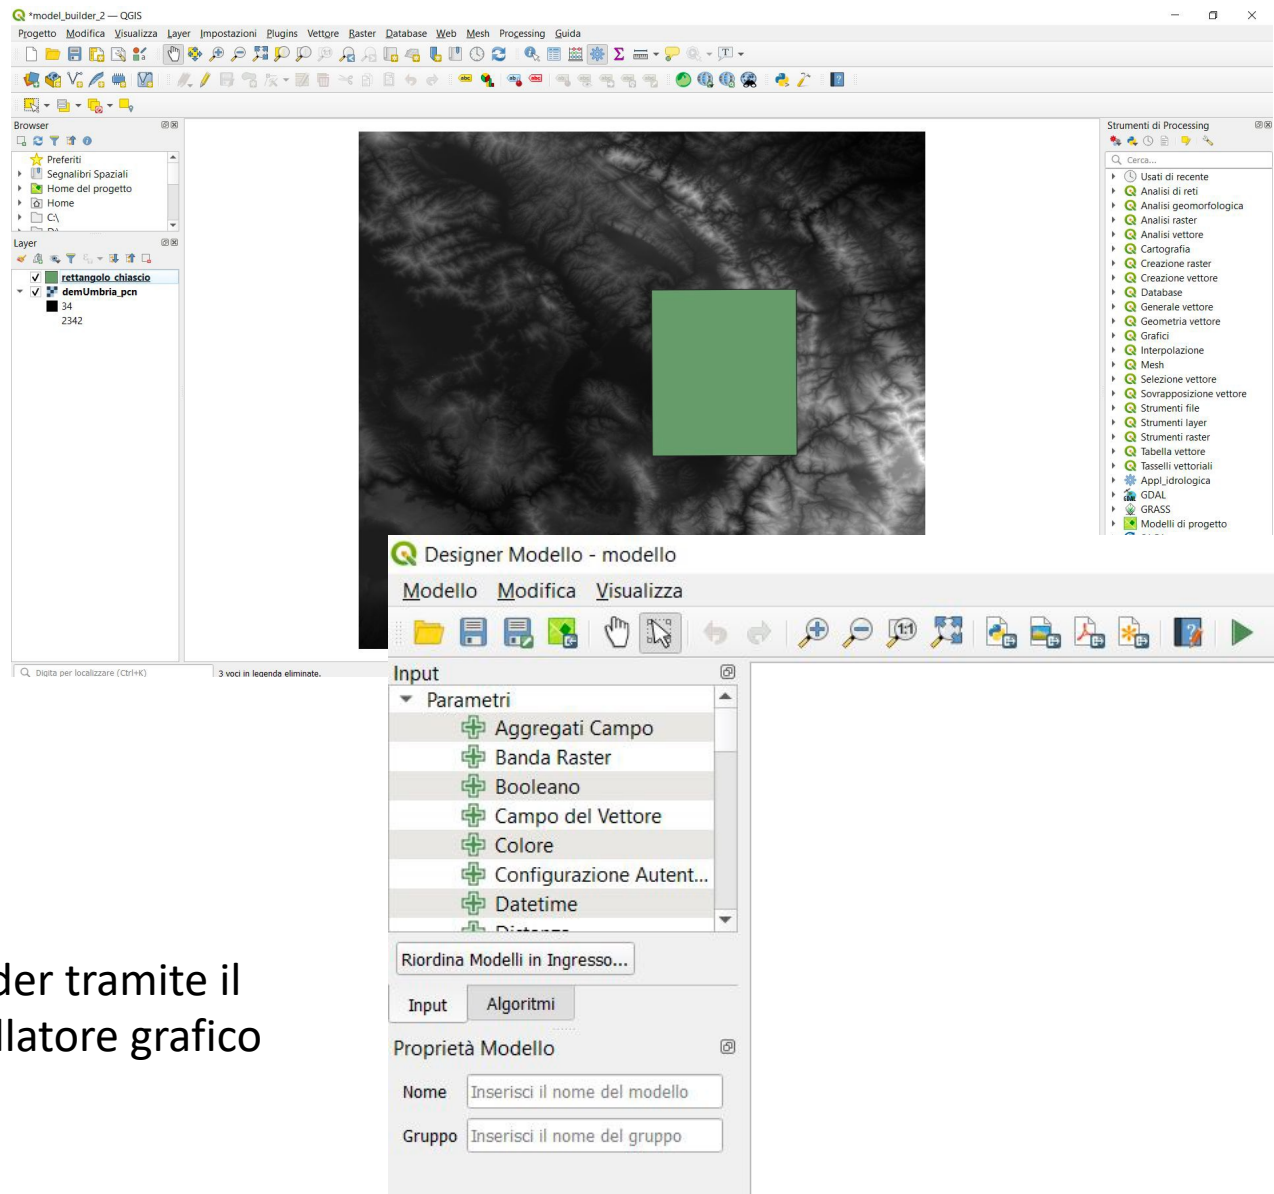 *model_builder_2 — QGIS
Progetto Modifica Visualizza Layer Impostazioni Plugins Vettore Raster Database Web Mesh Processing Guida
Browser
Preferiti
Segnalibri Spaziali
Home del progetto
Home
C:\
D:\
Layer
rettangolo_chiascio
demUmbria_pcn
34
2342
Strumenti di Processing
Cerca...
Usati di recente
Analisi di reti
Analisi geomorfologica
Analisi raster
Analisi vettore
Cartografia
Creazione raster
Creazione vettore
Database
Generale vettore
Geometria vettore
Grafici
Interpolazione
Mesh
Selezione vettore
Sovrapposizione vettore
Strumenti file
Strumenti layer
Strumenti raster
Tabella vettore
Tasselli vettoriali
Appl_idrologica
GDAL
GRASS
Modelli di progetto
Digita per localizzare (Ctrl+K)
3 voci in legenda eliminate.
Designer Modello - modello
Modello Modifica Visualizza
Input
Parametri
Aggregati Campo
Banda Raster
Booleano
Campo del Vettore
Colore
Configurazione Autent...
Datetime
Distanza
Riordina Modelli in Ingresso...
Input Algoritmi
Proprietà Modello
Nome Inserisci il nome del modello
Gruppo Inserisci il nome del gruppo
der tramite il
llatore grafico